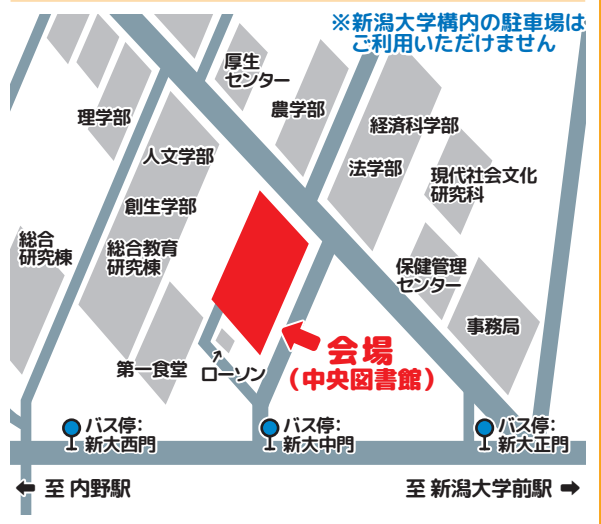 ※新潟大学構内の駐車場は
ご利用いただけません
厚生
センター
理学部
農学部
経済科学部
人文学部
法学部
現代社会文化
研究科
創生学部
総合
研究棟
総合教育
研究棟
保健管理
センター
事務局
第一食堂
ローソン
会場
（中央図書館）
バス停：
新大西門
バス停：
新大中門
バス停：
新大正門
至 内野駅
至 新潟大学前駅